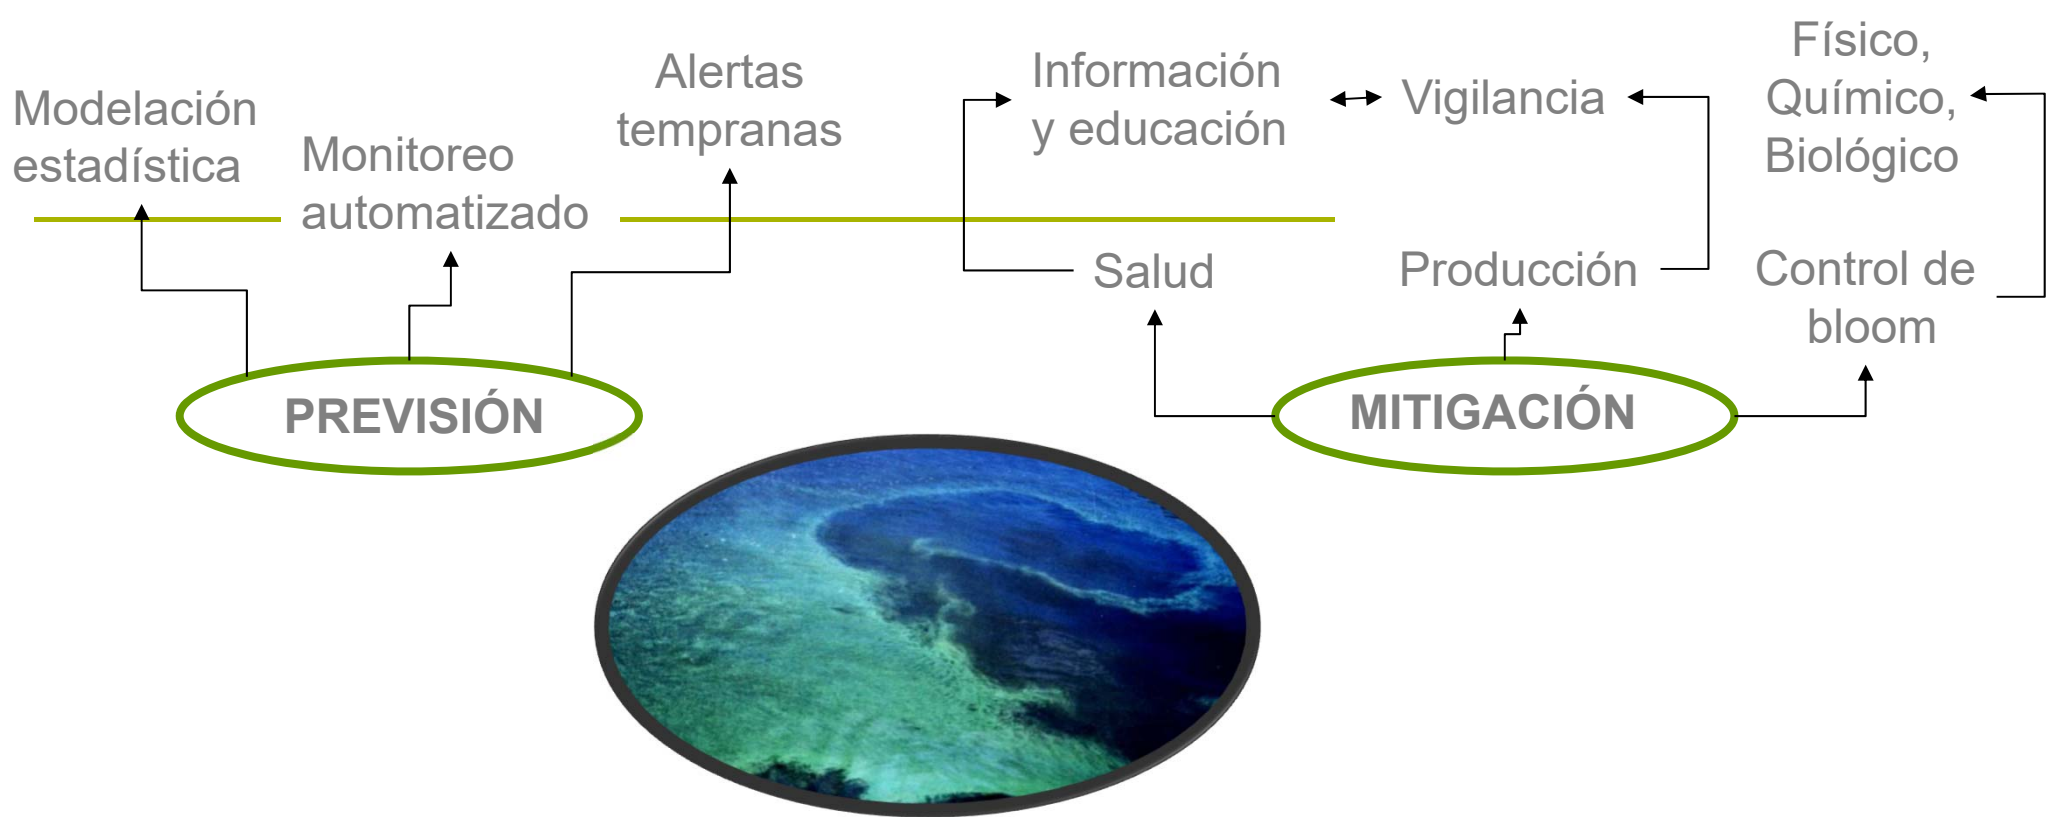 Modelación
estadística
Monitoreo
automatizado
Alertas
tempranas
Información
y educación
Vigilancia
Físico,
Químico,
Biológico
Salud
Producción
Control de
bloom
PREVISIÓN
MITIGACIÓN